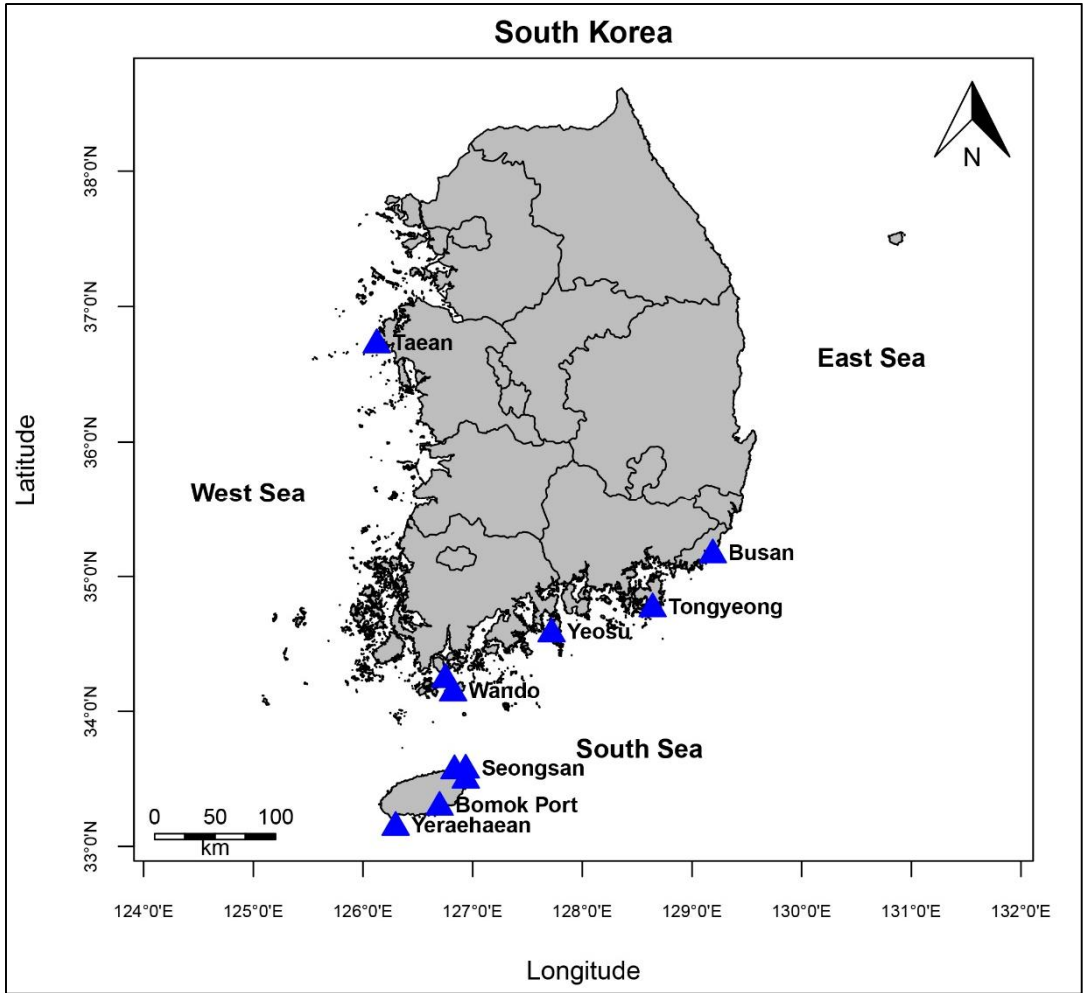 South Korea
N
38°0'N
37°0'N
36°0'N
35°0'N
34°0'N
33°0'N
Latitude
Taean
East Sea
West Sea
Busan
Tongyeong
Yeosu
Wando
South Sea
Seongsan
Bomok Port
Yeraehaean
0 50 100
km
124°0'E 125°0'E 126°0'E 127°0'E 128°0'E 129°0'E 130°0'E 131°0'E 132°0'E
Longitude